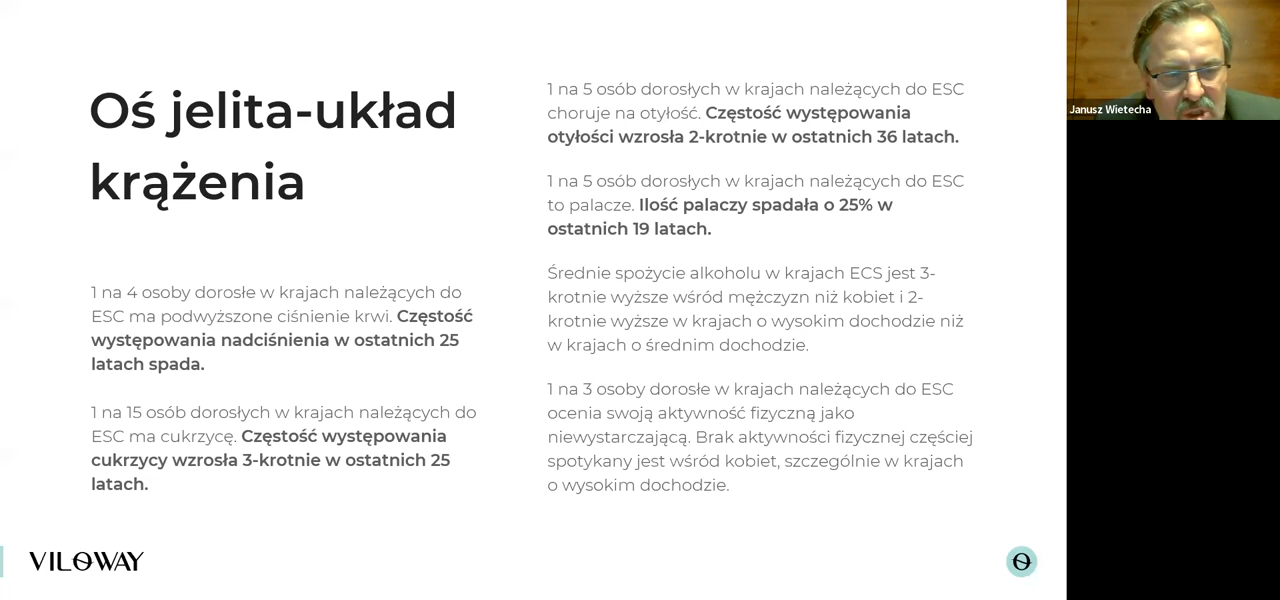 Oś jelita-układ
krążenia
1 na 4 osoby dorosłe w krajach należących do
ESC ma podwyższone ciśnienie krwi. Częstość
występowania nadciśnienia w ostatnich 25
latach spada.
1 na 15 osób dorosłych w krajach należących do
ESC ma cukrzycę. Częstość występowania
cukrzycy wzrosła 3-krotnie w ostatnich 25
latach.
1 na 5 osób dorosłych w krajach należących do ESC
choruje na otyłość. Częstość występowania
otyłości wzrosła 2-krotnie w ostatnich 36 latach.
1 na 5 osób dorosłych w krajach należących do ESC
to palacze. Ilość palaczy spadała o 25% w
ostatnich 19 latach.
Średnie spożycie alkoholu w krajach ECS jest 3-
krotnie wyższe wśród mężczyzn niż kobiet i 2-
krotnie wyższe w krajach o wysokim dochodzie niż
w krajach o średnim dochodzie.
1 na 3 osoby dorosłe w krajach należących do ESC
ocenia swoją aktywność fizyczną jako
niewystarczającą. Brak aktywności fizycznej częściej
spotykany jest wśród kobiet, szczególnie w krajach
o wysokim dochodzie.
VILOWAY
Janusz Wietecha